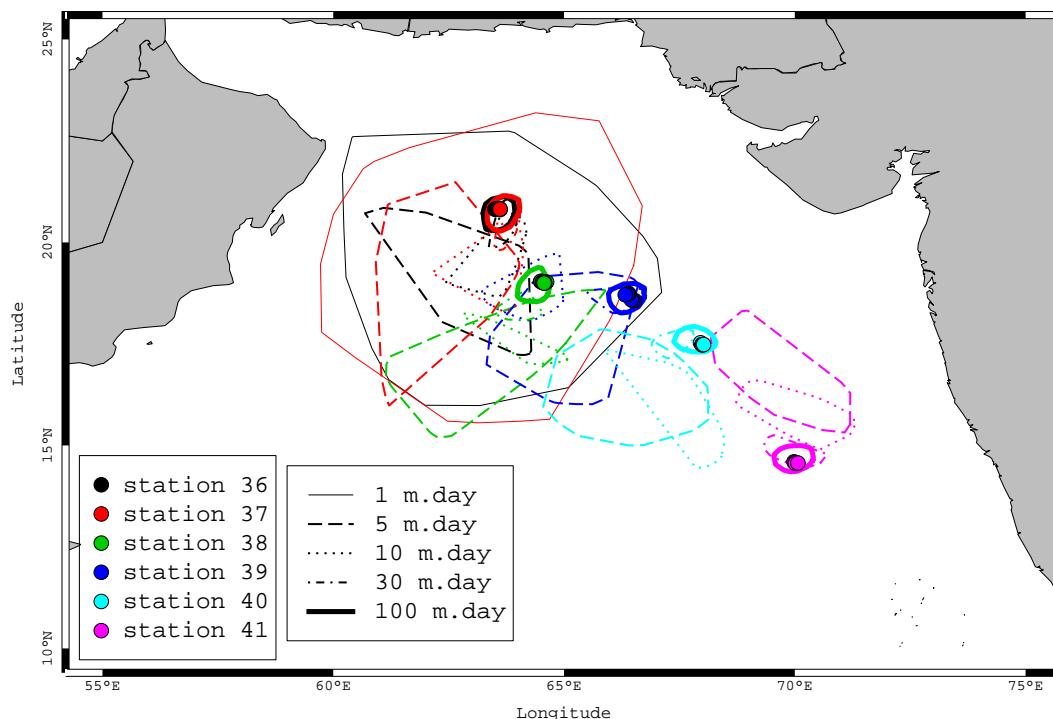 25°N
20°N
15°N
10°N
Latitude
station 36
station 37
station 38
station 39
station 40
station 41
1 m.day
5 m.day
10 m.day
30 m.day
100 m.day
55°E
60°E
65°E
70°E
75°E
Longitude